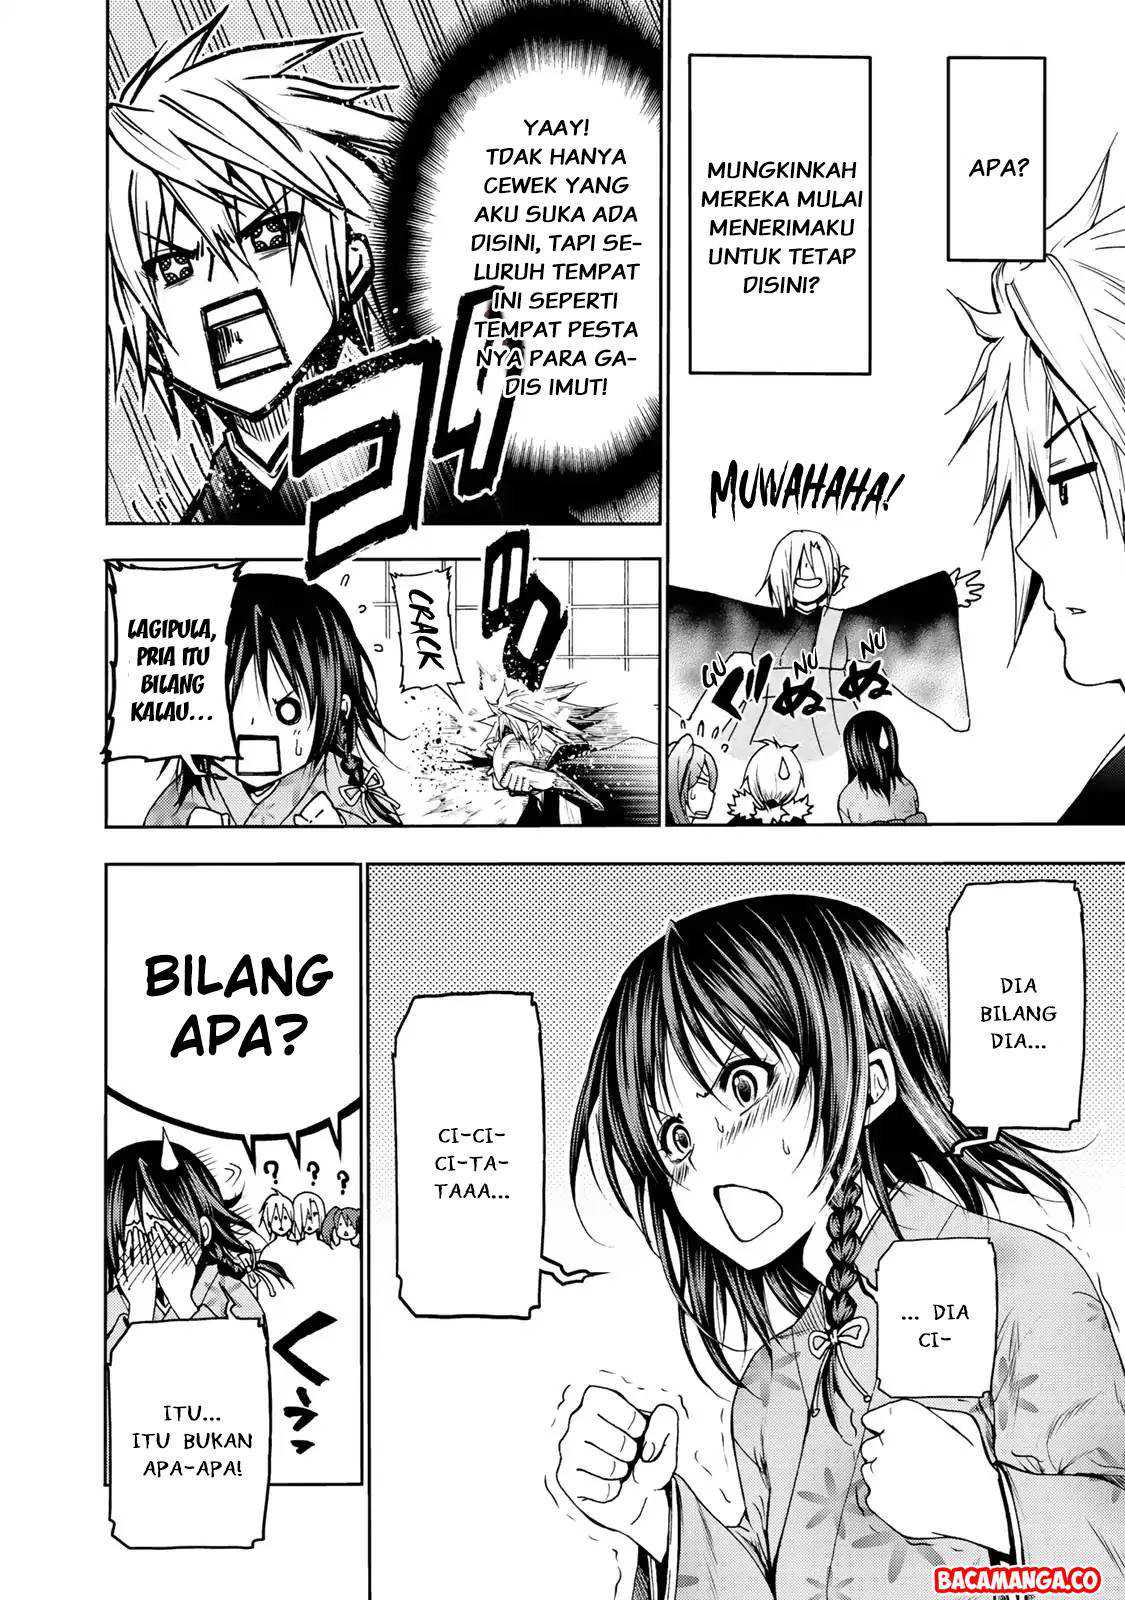 APA?
MUNGKINKAH
MEREKA MULAI
MENERIMAKU
UNTUK TETAP
DISINI?
MUWAHAHA!
GU
NU
NU
ぐ
ぬ
ぬ
YAAY!
TDAK HANYA
CEWEK YANG
AKU SUKA ADA
DISINI, TAPI SE-
LURUH TEMPAT
INI SEPERTI
TEMPAT PESTA
NYA PARA GA-
DIS IMUT!
CRACK
LAGIPULA,
PRIA ITU
BILANG
KALAU...
DIA
BILANG
DIA...
... DIA
CI-
CI-CI-
CI-TA-
TAAA...
BILANG
APA?
? ? ?
ITU...
ITU BUKAN
APA-APA!
BACAMANGA.CO